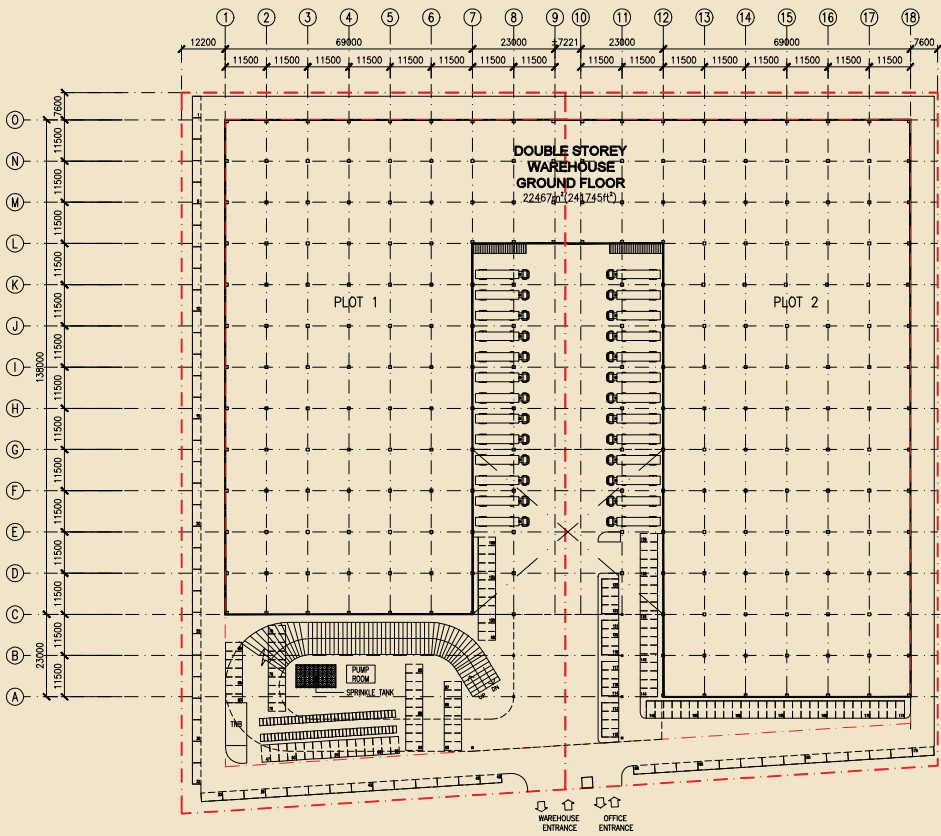 1 2 3 4 5 6 7 8 9 10 11 12 13 14 15 16 17 18
12200 69000 23000 ±7221 23000 69000 7600
11500 11500 11500 11500 11500 11500 11500 11500 11500 11500 11500 11500 11500 11500 11500 11500
7600
O
11500
N
11500
M
11500
L
11500
K
11500
J
11500
I
138000
11500
H
11500
G
11500
F
11500
E
11500
D
11500
C
11500
B
23000
11500
A
DOUBLE STOREY
WAREHOUSE
GROUND FLOOR
22467m²(241745ft²)
PLOT 1
PLOT 2
PUMP
ROOM
SPRINKLE TANK
TNB
WAREHOUSE
ENTRANCE
OFFICE
ENTRANCE